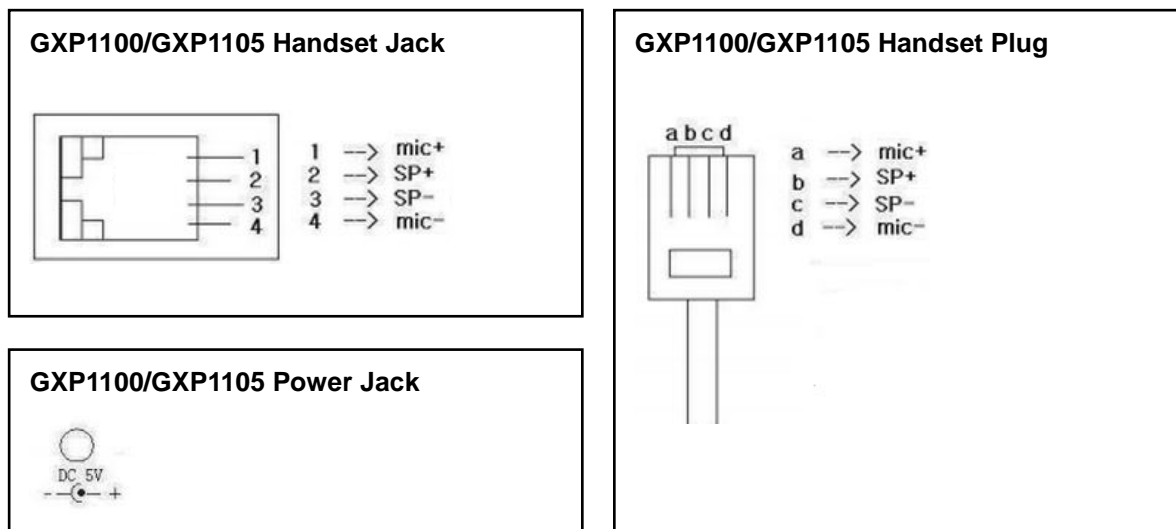 GXP1100/GXP1105 Handset Jack
1
2
3
4
1 --> mic+
2 --> SP+
3 --> SP-
4 --> mic-
GXP1100/GXP1105 Power Jack
DC 5V
- +
GXP1100/GXP1105 Handset Plug
a b c d
a --> mic+
b --> SP+
c --> SP-
d --> mic-